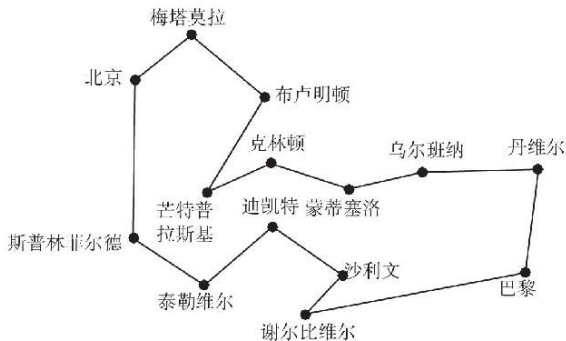 梅塔莫拉
北京
布卢明顿
克林顿
乌尔班纳
丹维尔
芒特普
拉斯基
迪凯特
蒙蒂塞洛
斯普林菲尔德
沙利文
泰勒维尔
巴黎
谢尔比维尔